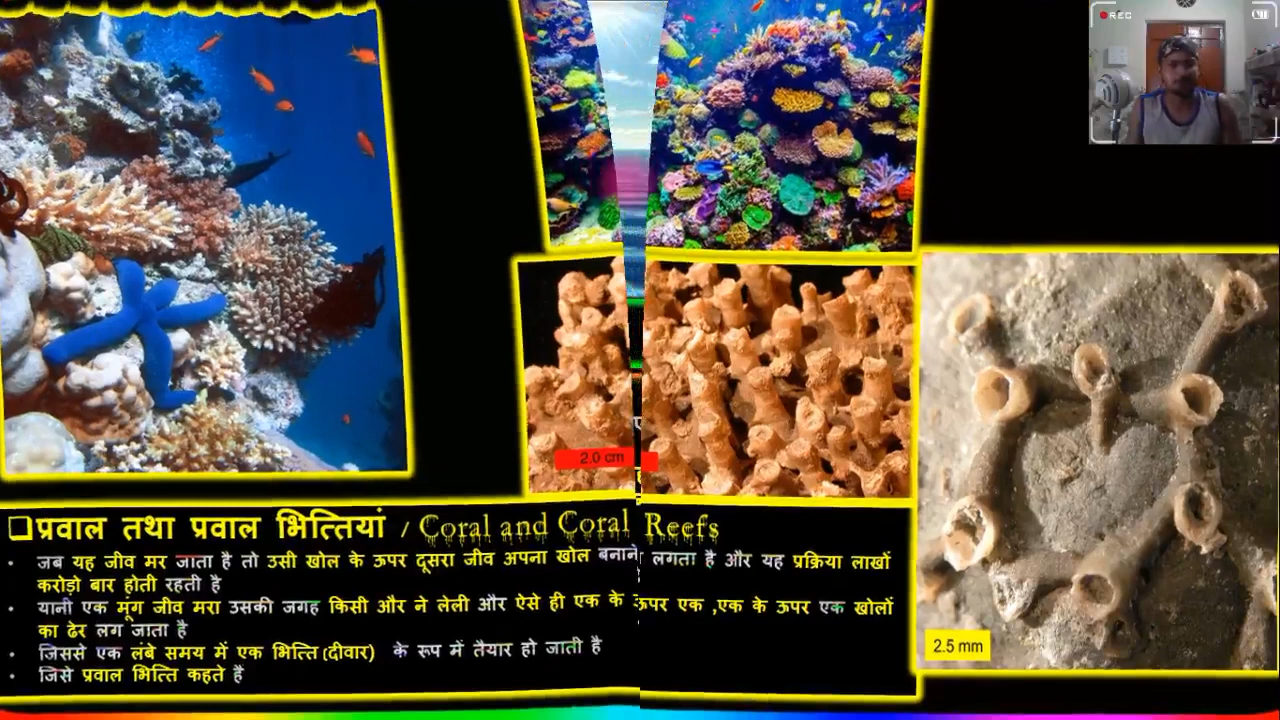 REC
2.0 cm
❑प्रवाल तथा प्रवाल भित्तियां / Coral and Coral Reefs
• जब यह जीव मर जाता है तो उसी खोल के ऊपर दूसरा जीव अपना खोल बनाने लगता है और यह प्रक्रिया लाखों
करोड़ो बार होती रहती है
• यानी एक मूंग जीव मरा उसकी जगह किसी और ने लेली और ऐसे ही एक के ऊपर एक ,एक के ऊपर एक खोलों
का ढेर लग जाता है
• जिससे एक लंबे समय में एक भित्ति(दीवार) के रूप में तैयार हो जाती है
• जिसे प्रवाल भित्ति कहते हैं
2.5 mm